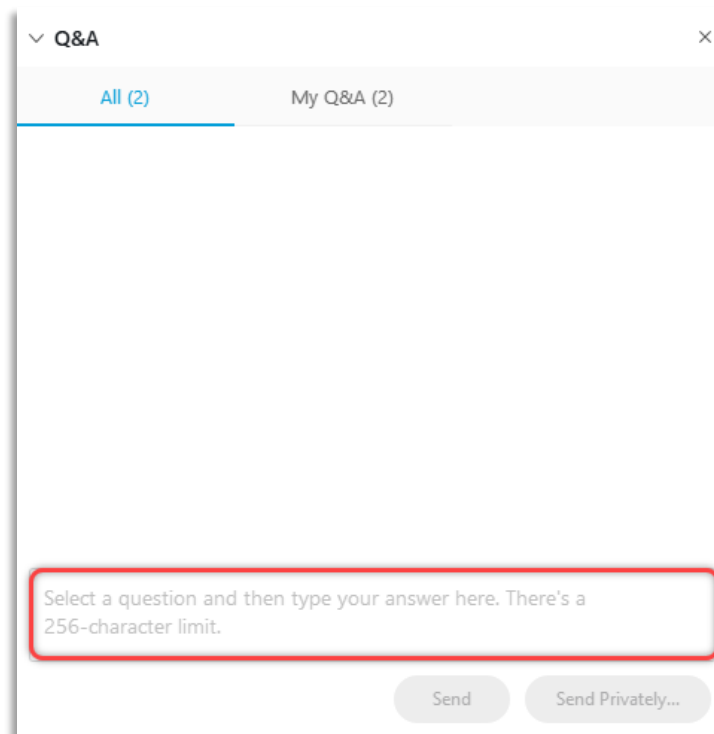 Q&A
All (2)
My Q&A (2)
Select a question and then type your answer here. There's a
256-character limit.
Send
Send Privately...